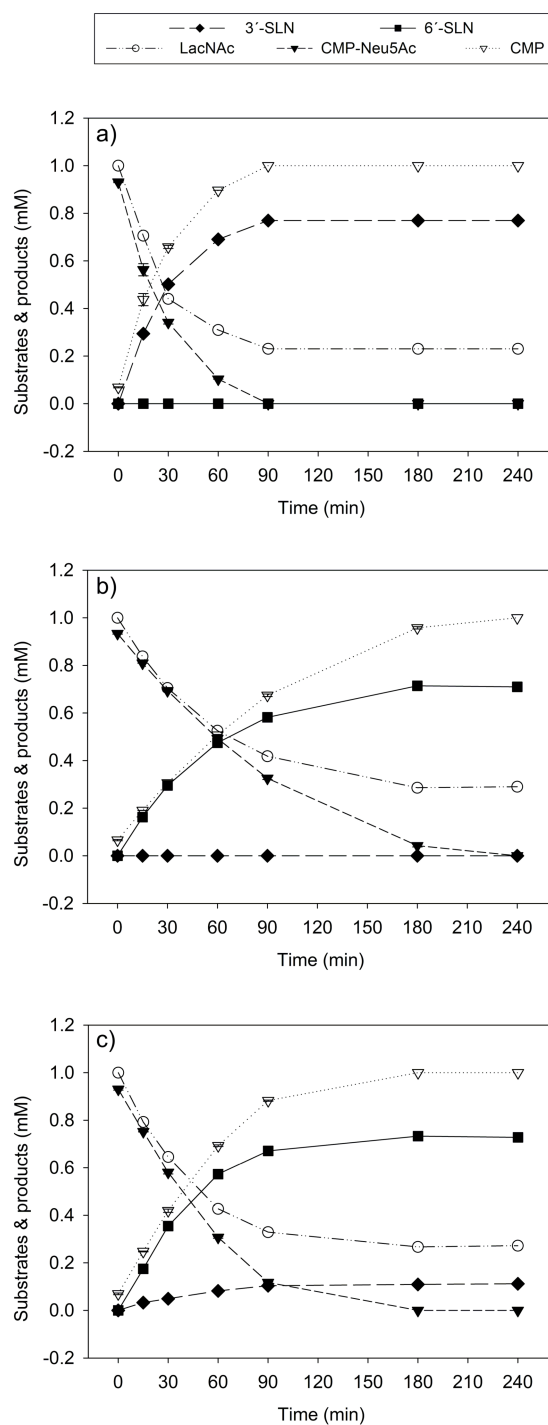 3´-SLN 6´-SLN
LacNAc CMP-Neu5Ac CMP
a)
1.2
1.0
0.8
0.6
0.4
0.2
0.0
-0.2
Substrates & products (mM)
0 30 60 90 120 150 180 210 240
Time (min)
b)
1.2
1.0
0.8
0.6
0.4
0.2
0.0
-0.2
Substrates & products (mM)
0 30 60 90 120 150 180 210 240
Time (min)
c)
1.2
1.0
0.8
0.6
0.4
0.2
0.0
-0.2
Substrates & products (mM)
0 30 60 90 120 150 180 210 240
Time (min)